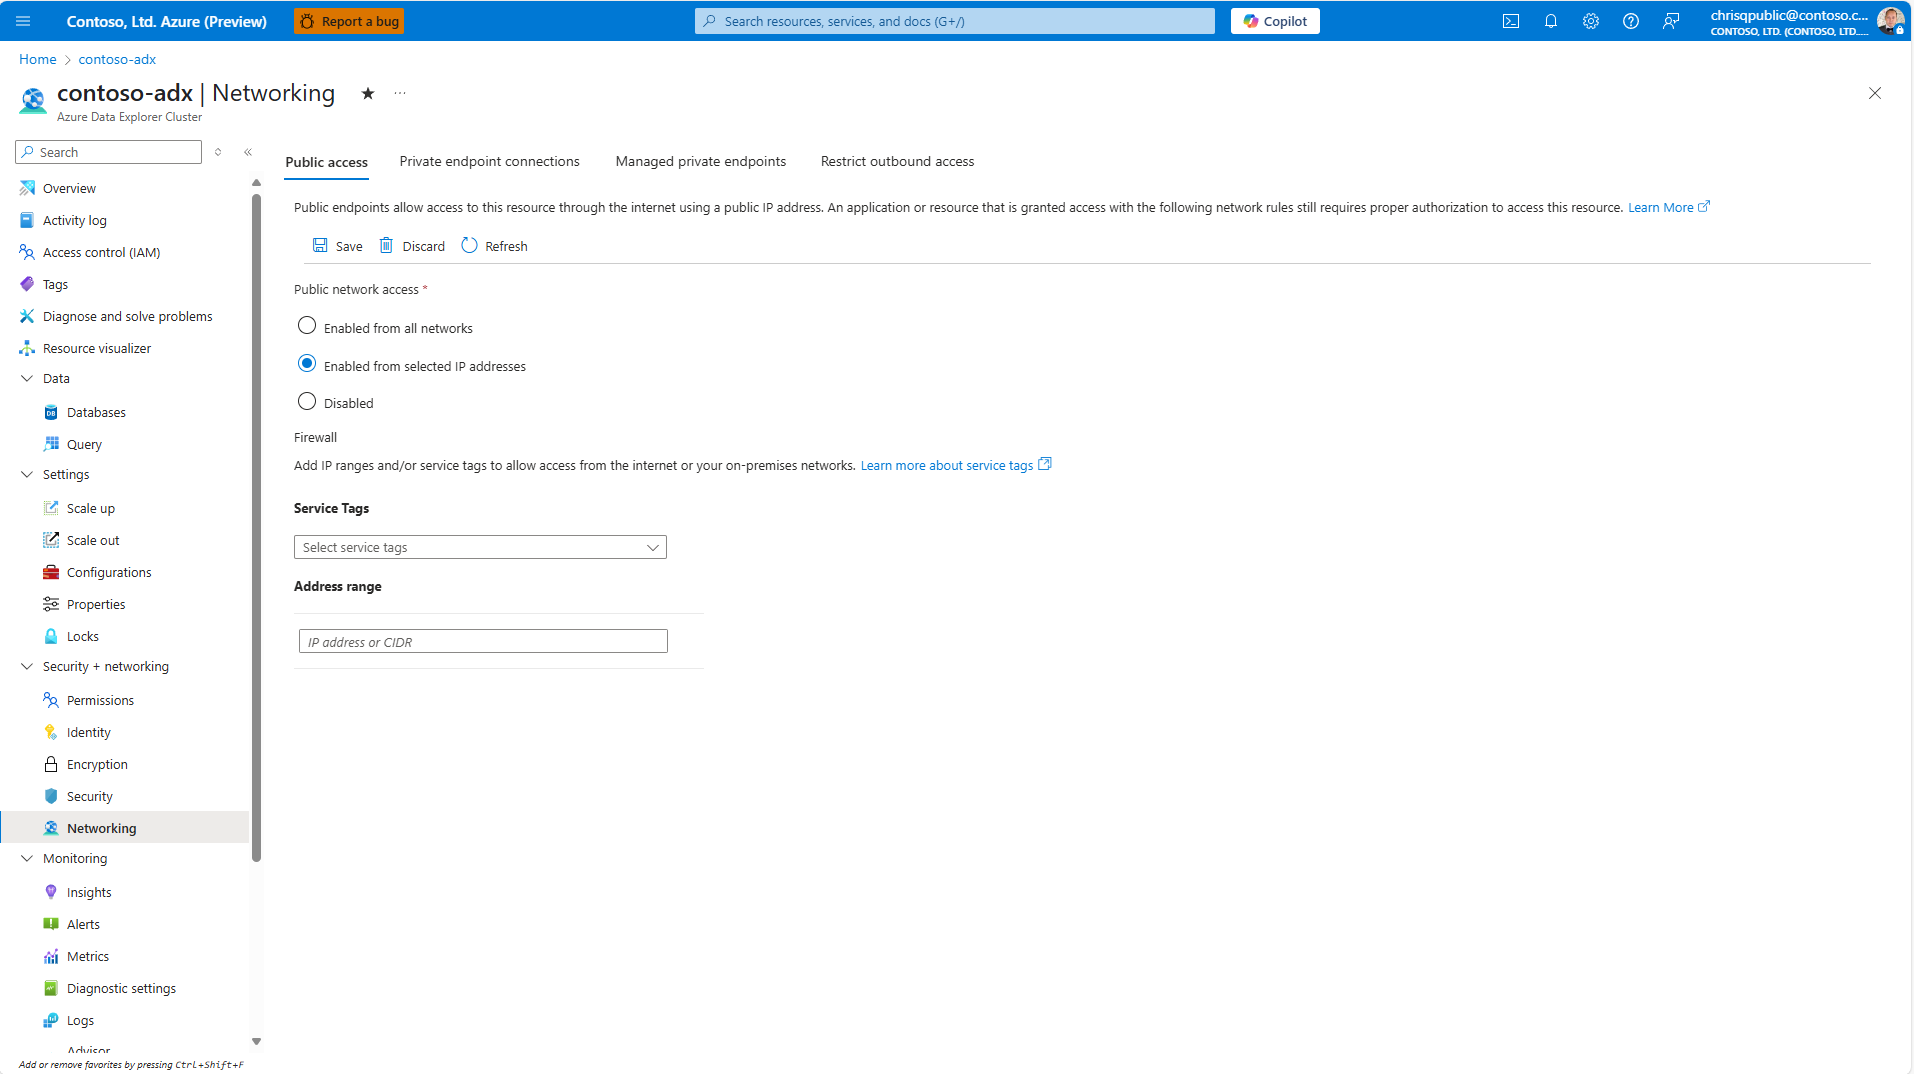 Contoso, Ltd. Azure (Preview)
Report a bug
Search resources, services, and docs (G+/)
Copilot
chrisqpublic@contoso.c...
CONTOSO, LTD. (CONTOSO, LTD....
Home > contoso-adx
contoso-adx | Networking
Azure Data Explorer Cluster
Search
Overview
Activity log
Access control (IAM)
Tags
Diagnose and solve problems
Resource visualizer
Data
Databases
Query
Settings
Scale up
Scale out
Configurations
Properties
Locks
Security + networking
Permissions
Identity
Encryption
Security
Networking
Monitoring
Insights
Alerts
Metrics
Diagnostic settings
Logs
Advisor
Add or remove favorites by pressing Ctrl+Shift+F
Public access
Private endpoint connections
Managed private endpoints
Restrict outbound access
Public endpoints allow access to this resource through the internet using a public IP address. An application or resource that is granted access with the following network rules still requires proper authorization to access this resource. Learn More
Save
Discard
Refresh
Public network access *
Enabled from all networks
Enabled from selected IP addresses
Disabled
Firewall
Add IP ranges and/or service tags to allow access from the internet or your on-premises networks. Learn more about service tags
Service Tags
Select service tags
Address range
IP address or CIDR